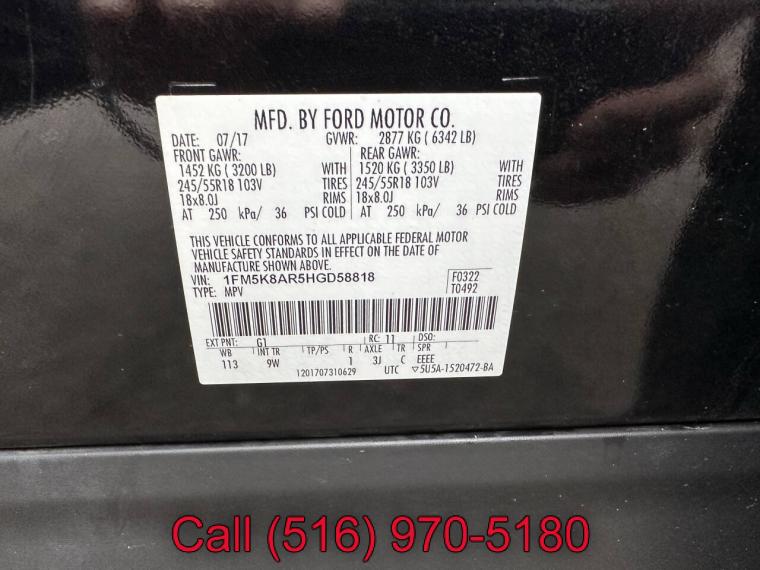 MFD. BY FORD MOTOR CO.
DATE: 07/17 GVWR: 2877 KG ( 6342 LB)
FRONT GAWR: REAR GAWR:
1452 KG ( 3200 LB) WITH 1520 KG ( 3350 LB) WITH
245/55R18 103V TIRES 245/55R18 103V TIRES
18x8.0J RIMS 18x8.0J RIMS
AT 250 kPa/ 36 PSI COLD AT 250 kPa/ 36 PSI COLD
THIS VEHICLE CONFORMS TO ALL APPLICABLE FEDERAL MOTOR
VEHICLE SAFETY STANDARDS IN EFFECT ON THE DATE OF
MANUFACTURE SHOWN ABOVE.
VIN: 1FM5K8AR5HGD58818 F0322
TYPE: MPV T0492
EXT PNT: G1 RC: 11 DSO:
WB INT TR TP/PS R AXLE TR SPR
113 9W 1 3J C EEEE
1201707310629 UTC ▽5U5A-1520472-BA
Call (516) 970-5180